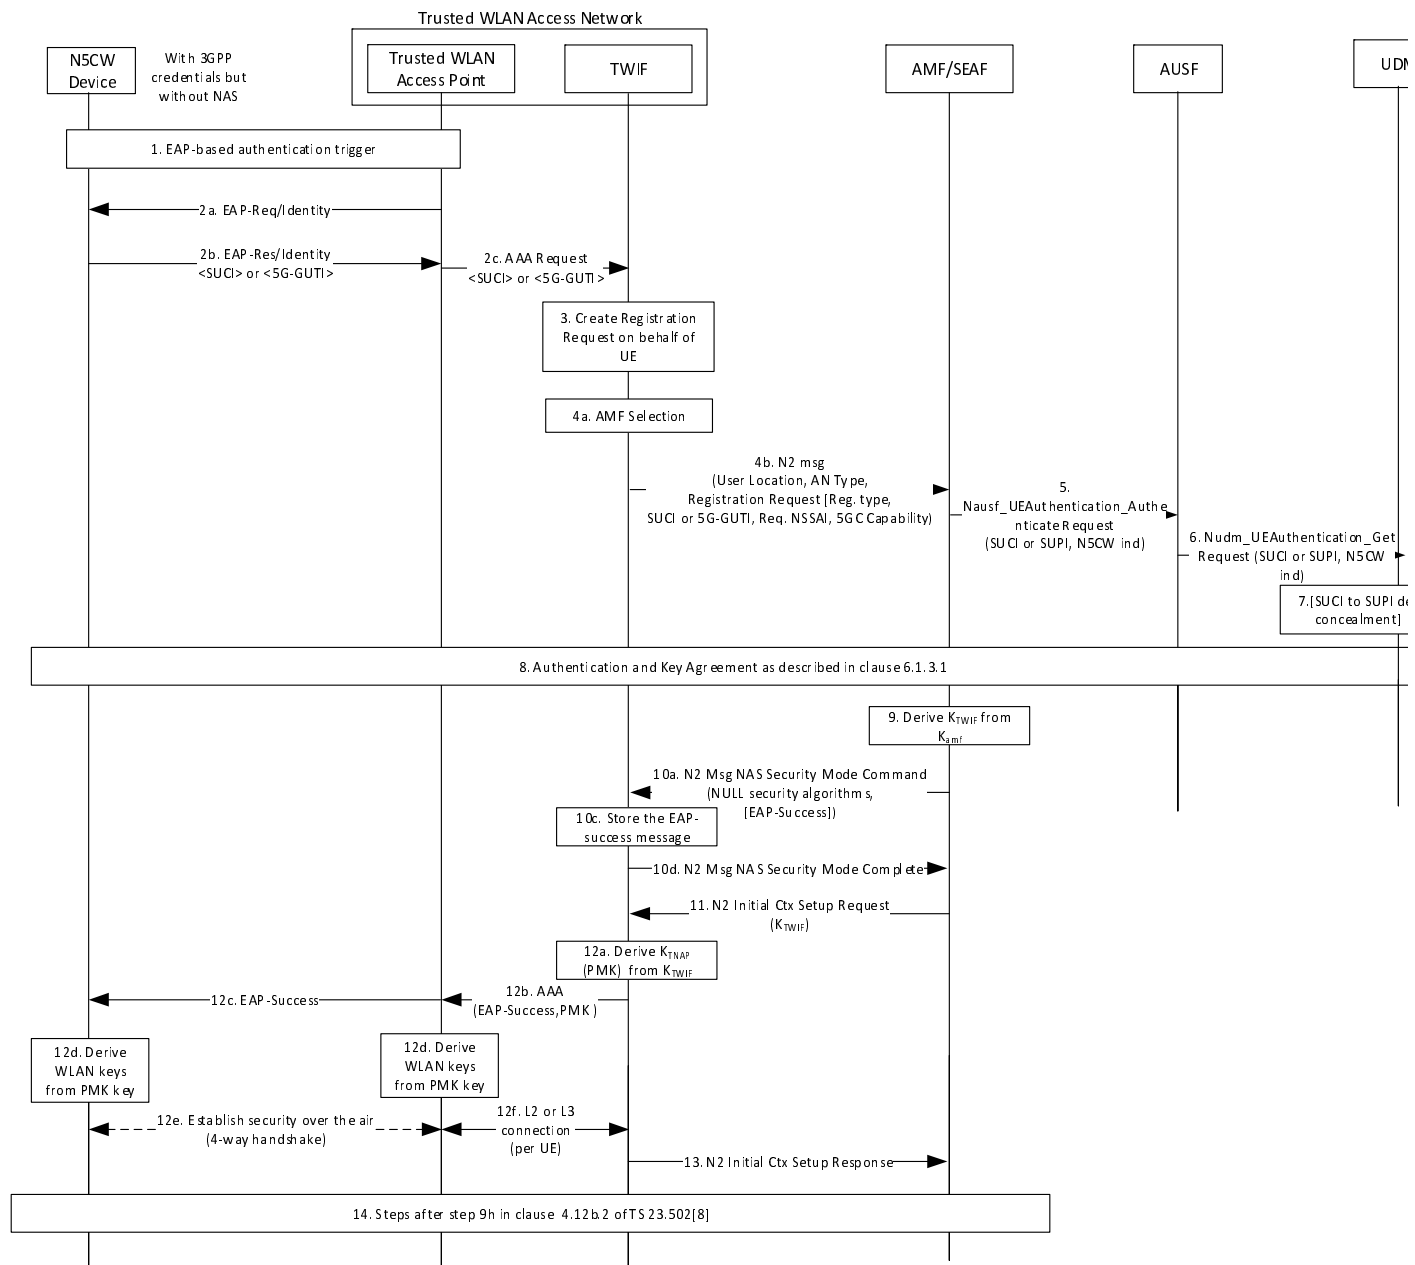 Trusted WLAN Access Network
N5CW
Device
With 3GPP
credentials but
without NAS
Trusted WLAN
Access Point
TWIF
AMF/SEAF
AUSF
1. EAP-based authentication trigger
2a. EAP-Req/Identity
2b. EAP-Res/Identity
<SUCI> or <5G-GUTI>
2c. AAA Request
<SUCI> or <5G-GUTI>
3. Create Registration
Request on behalf of
UE
4a. AMF Selection
4b. N2 msg
(User Location, AN Type,
Registration Request [Reg. type,
SUCI or 5G-GUTI, Req. NSSAI, 5GC Capability)
5.
Nausf_UEAuthentication_Authe
nticate Request
(SUCI or SUPI, N5CW ind)
6. Nudm_UEAuthentication_Get
Request (SUCI or SUPI, N5CW
ind)
7.[SUCI to SUPI de
concealment]
8. Authentication and Key Agreement as described in clause 6.1.3.1
9. Derive KTWIF from
Kamf
10a. N2 Msg NAS Security Mode Command
(NULL security algorithms,
[EAP-Success])
10c. Store the EAP-
success message
10d. N2 Msg NAS Security Mode Complete
11. N2 Initial Ctx Setup Request
(KTWIF)
12a. Derive KTNAP
(PMK) from KTWIF
12b. AAA
(EAP-Success,PMK )
12c. EAP-Success
12d. Derive
WLAN keys
from PMK key
12d. Derive
WLAN keys
from PMK key
12e. Establish security over the air
(4-way handshake)
12f. L2 or L3
connection
(per UE)
13. N2 Initial Ctx Setup Response
14. Steps after step 9h in clause 4.12b.2 of TS 23.502[8]